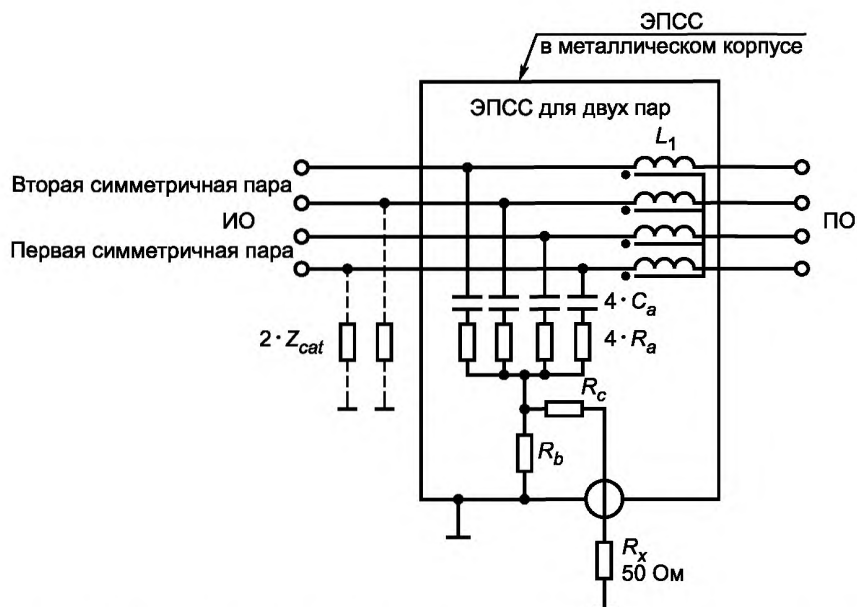 ЭПСС
в металлическом корпусе
ЭПСС для двух пар
L1
Вторая симметричная пара
ИО
ПО
Первая симметричная пара
4·Ca
2·Zcat
4·Ra
Rc
Rb
Rx
50 Ом